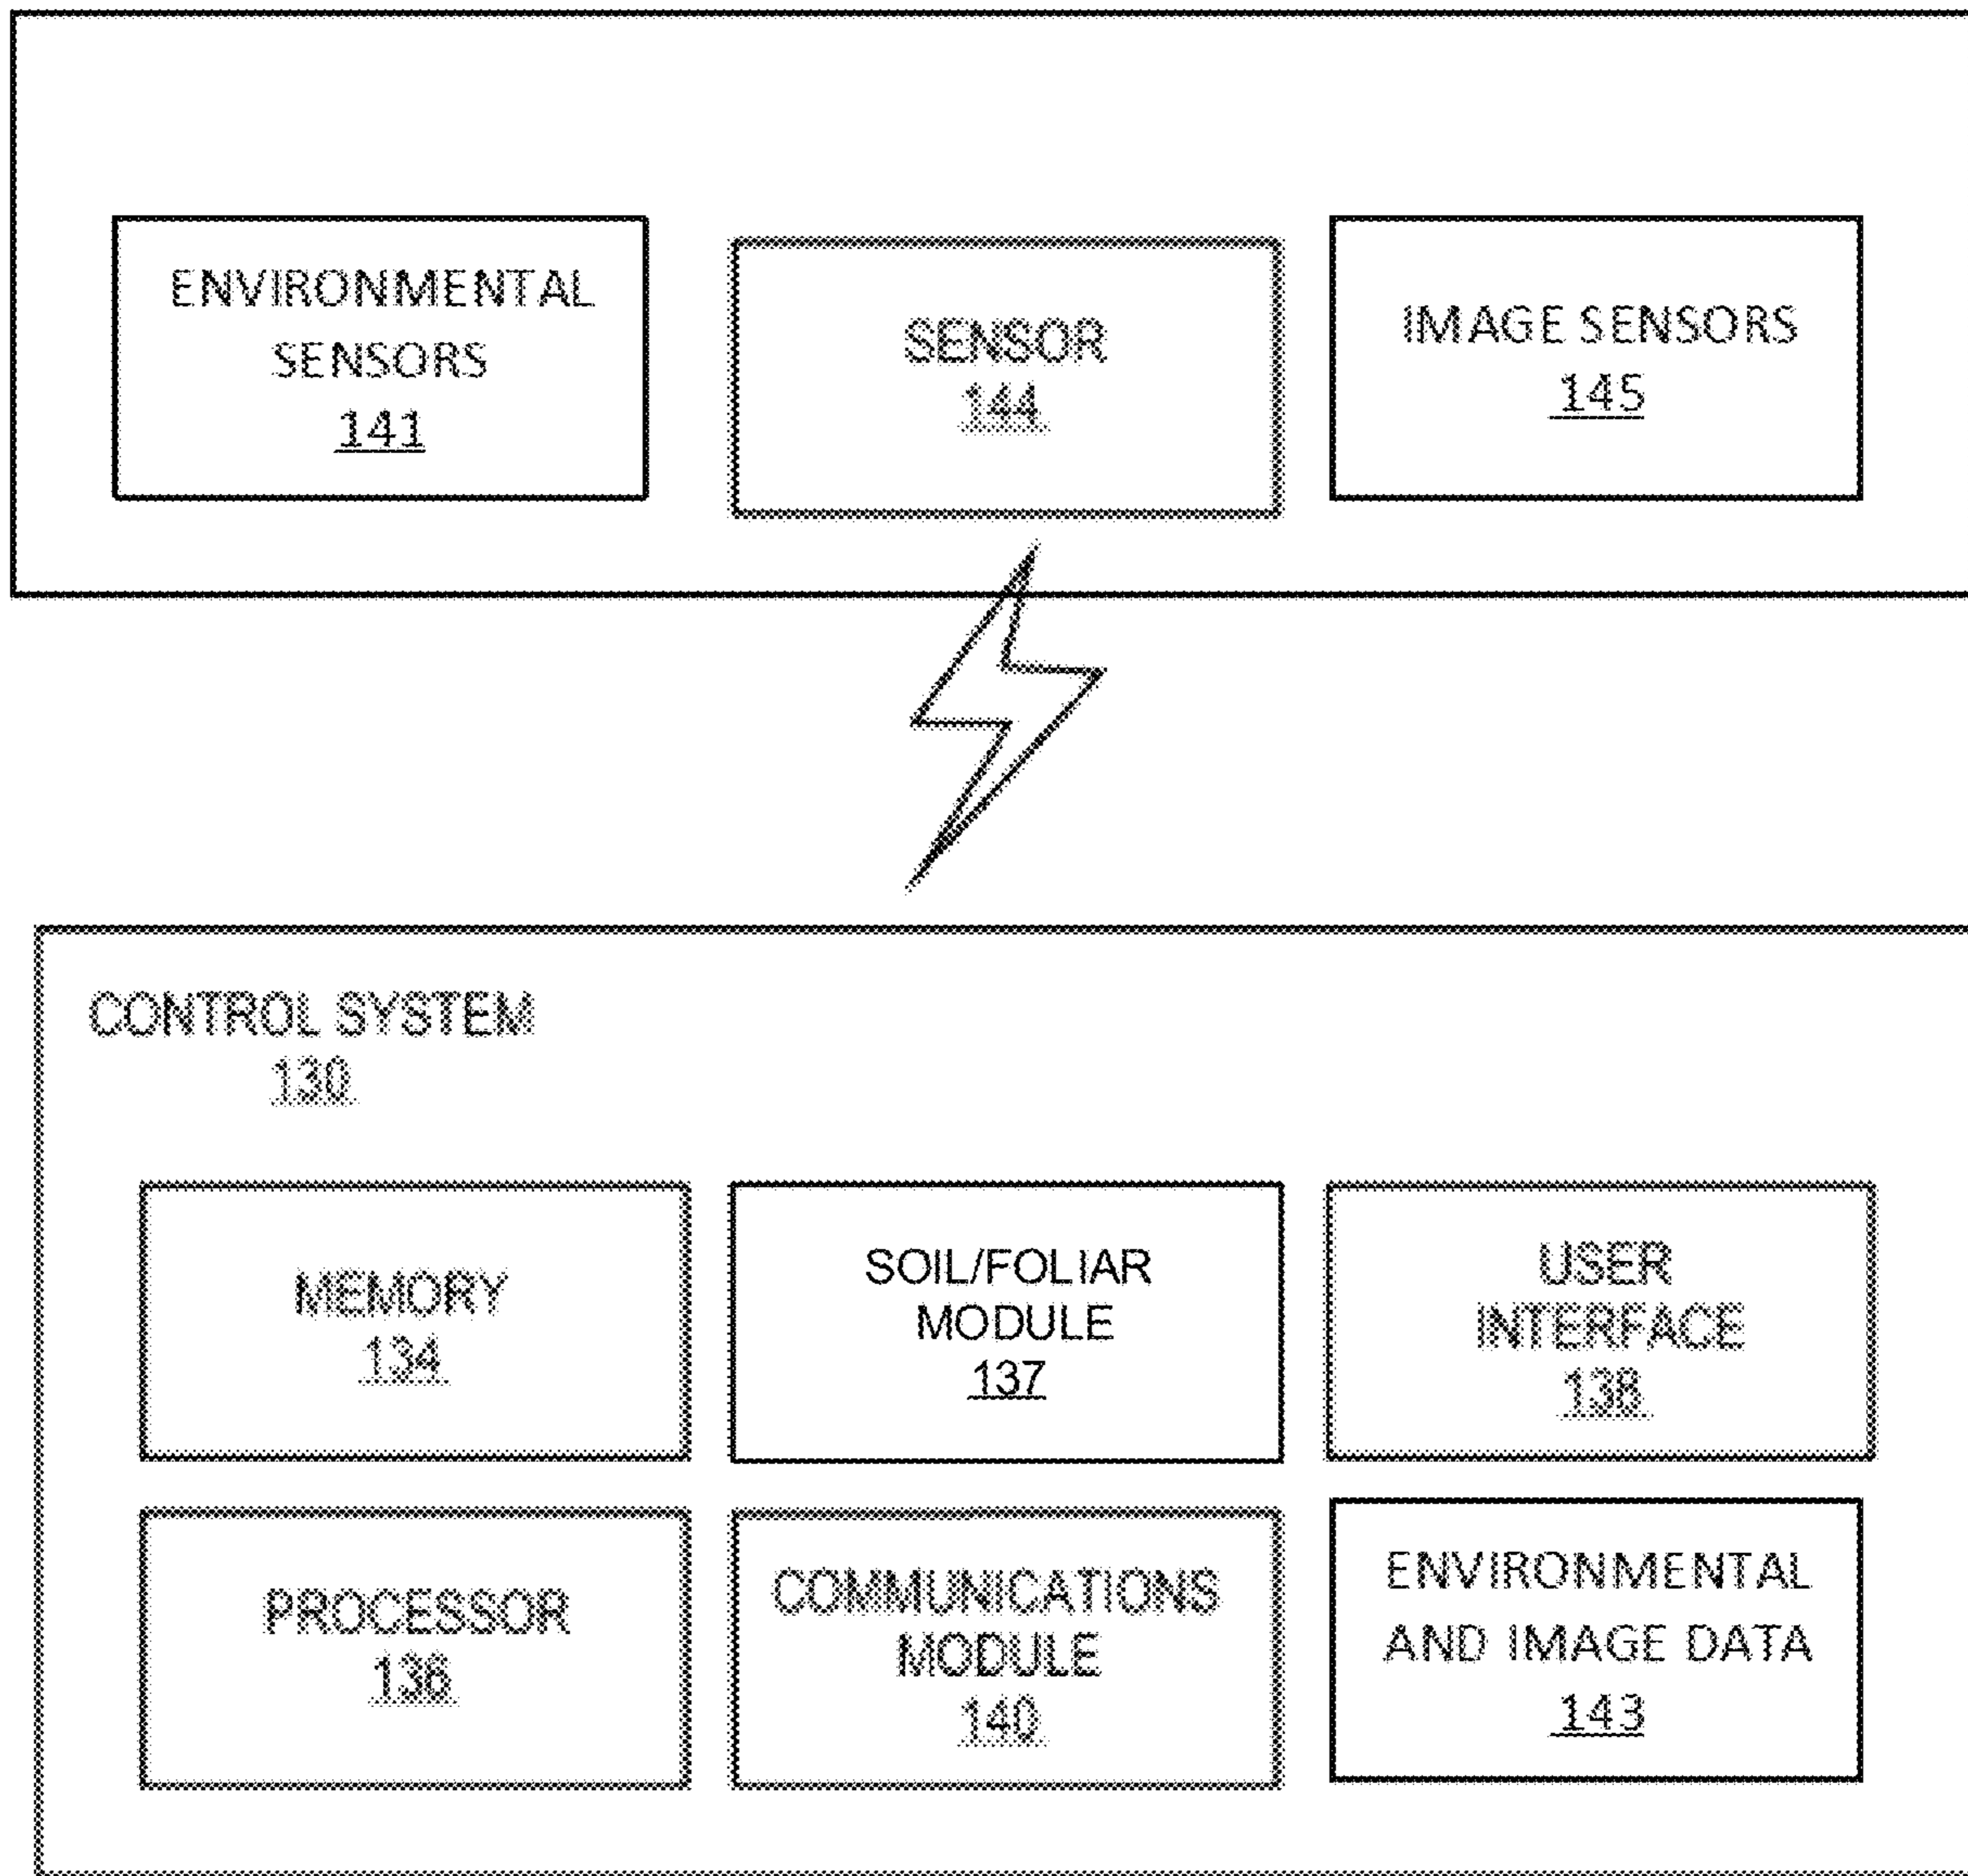 ENVIRONMENTAL
SENSORS
141
SENSOR
144
IMAGE SENSORS
145
CONTROL SYSTEM
130
MEMORY
134
SOIL/FOLIAR
MODULE
137
USER
INTERFACE
138
PROCESSOR
136
COMMUNICATIONS
MODULE
140
ENVIRONMENTAL
AND IMAGE DATA
143